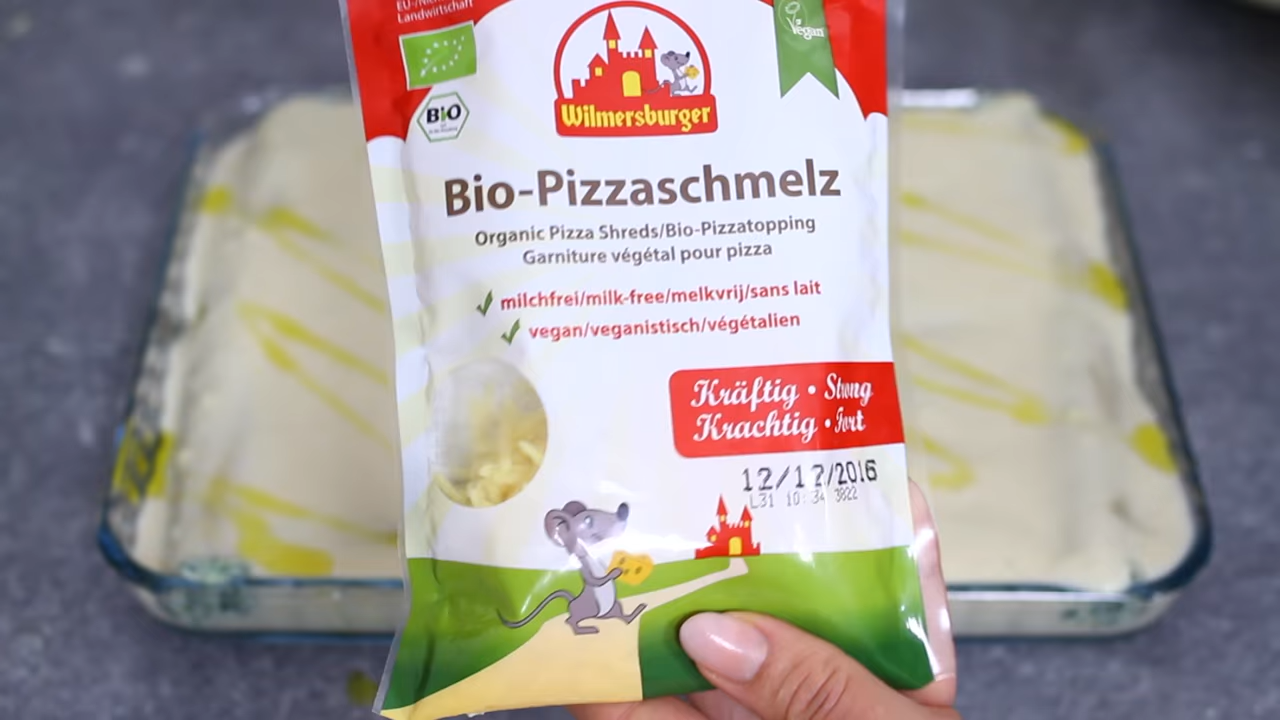 Landwirtschaft
Vegan
BiO
Wilmersburger
Bio-Pizzaschmelz
Organic Pizza Shreds/Bio-Pizzatopping
Garniture végétal pour pizza
milchfrei/milk-free/melkvrij/sans lait
vegan/veganistisch/végétalien
Kräftig • Strong
Krachtig • Fort
12/12/2016
L31 10:34 3822